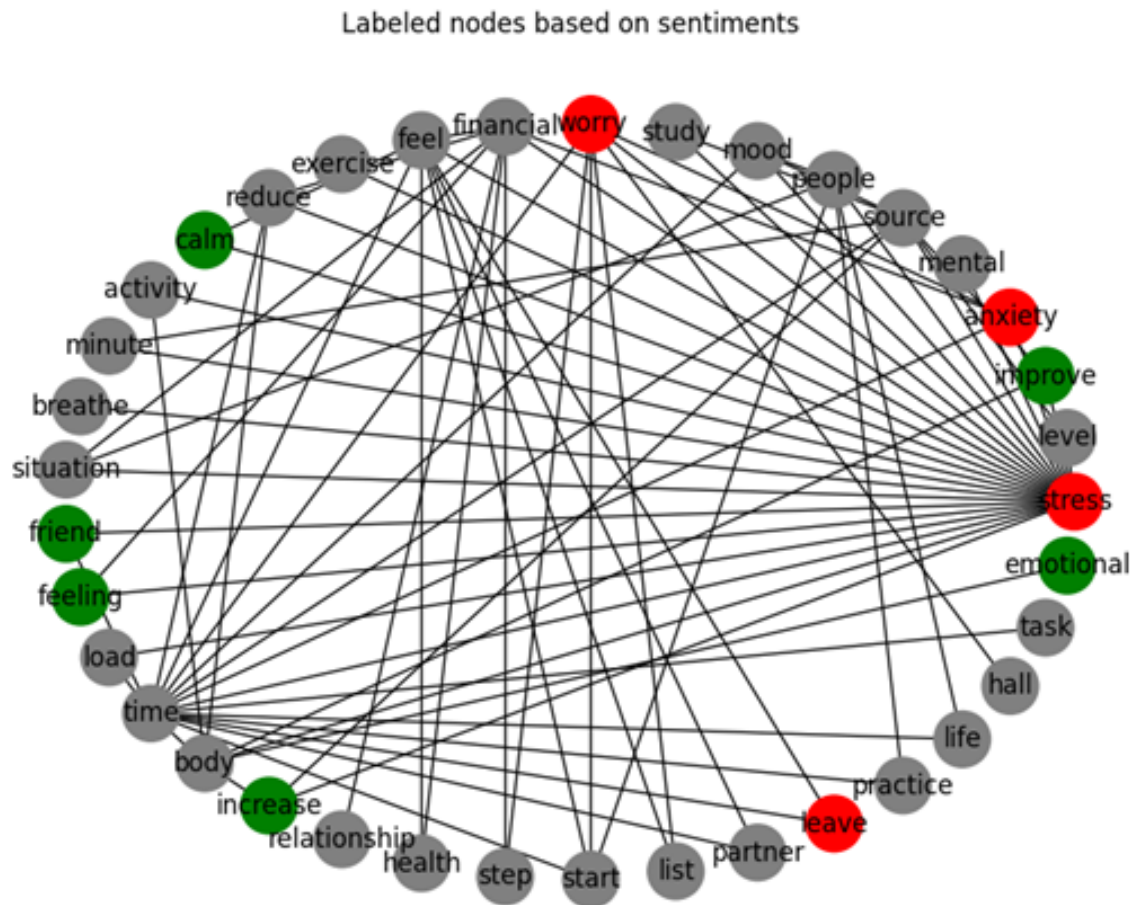 Labeled nodes based on sentiments
financial
worry
study
feel
mood
exercise
people
reduce
source
calm
mental
activity
anxiety
minute
improve
breathe
level
situation
stress
friend
emotional
feeling
task
load
hall
time
life
body
practice
increase
leave
relationship
partner
health
list
step
start